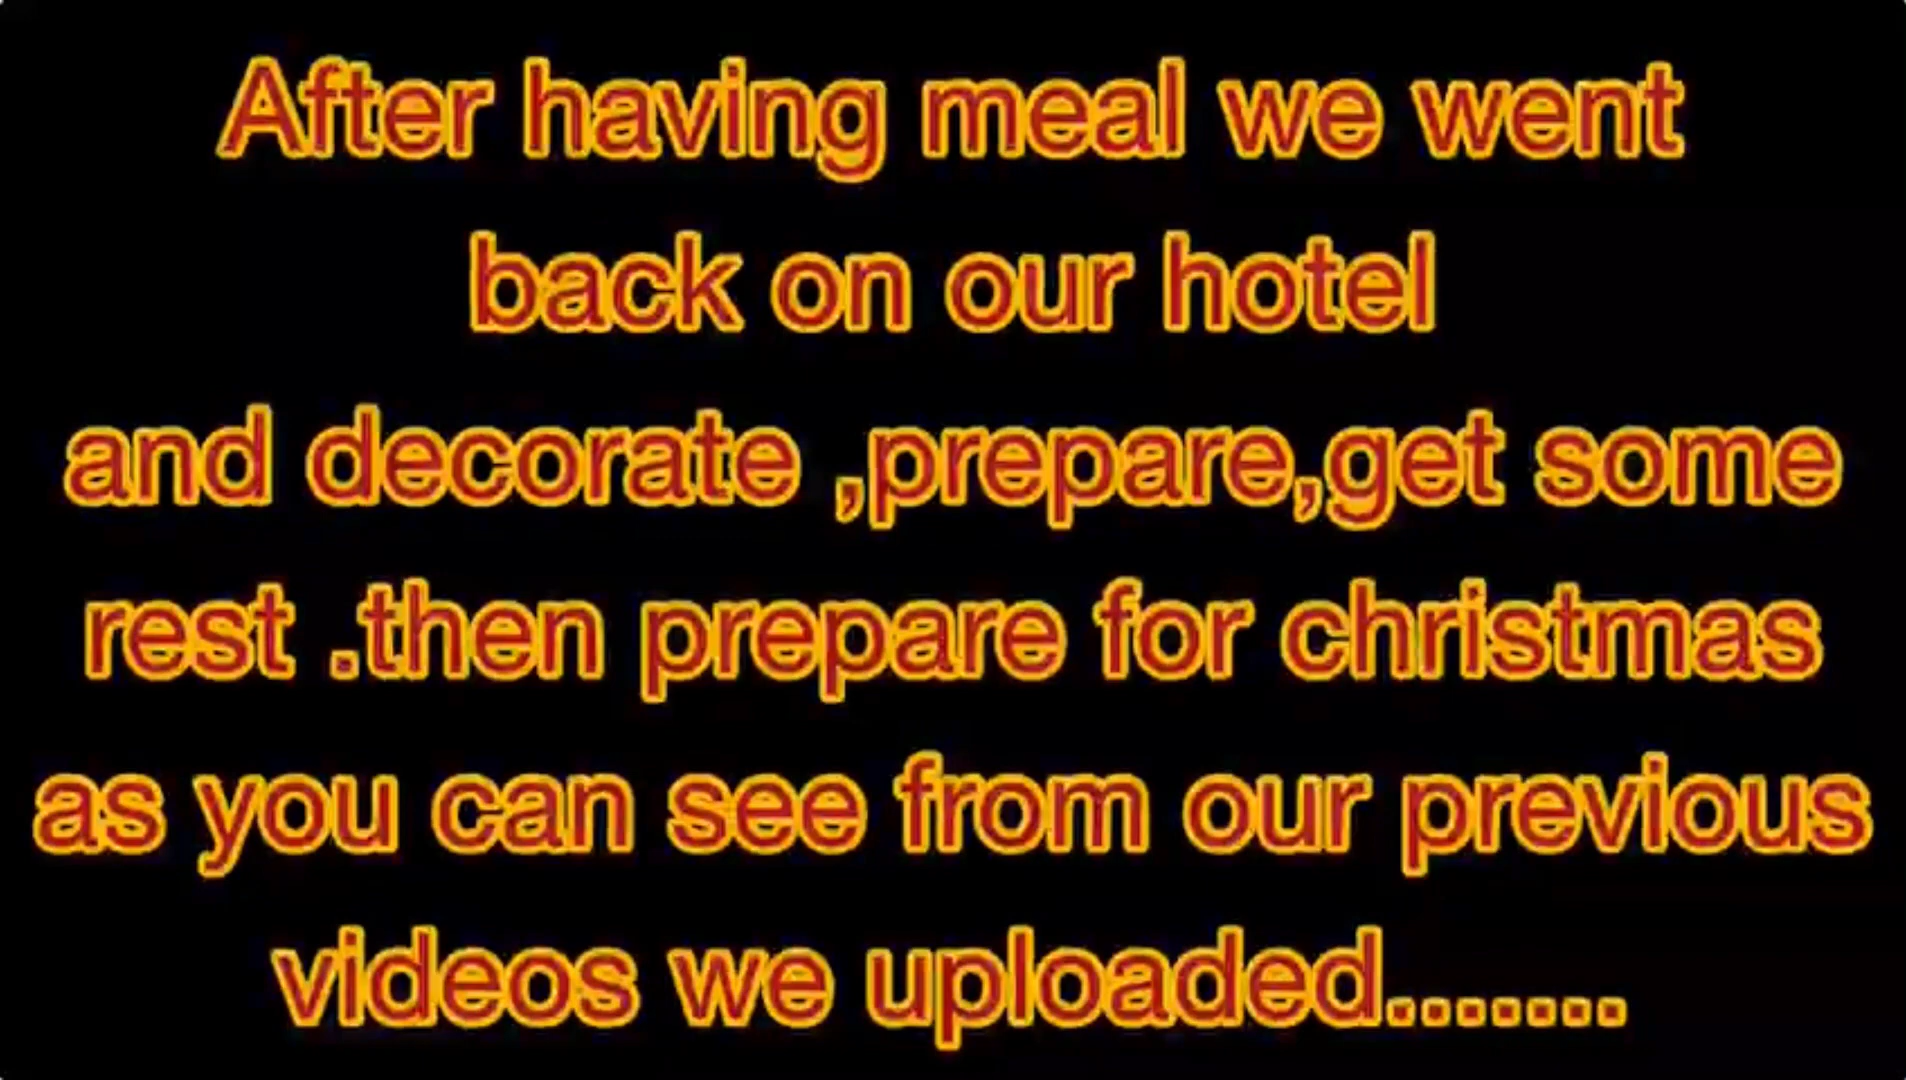 After having meal we went
back on our hotel
and decorate ,prepare,get some
rest .then prepare for christmas
as you can see from our previous
videos we uploaded.......